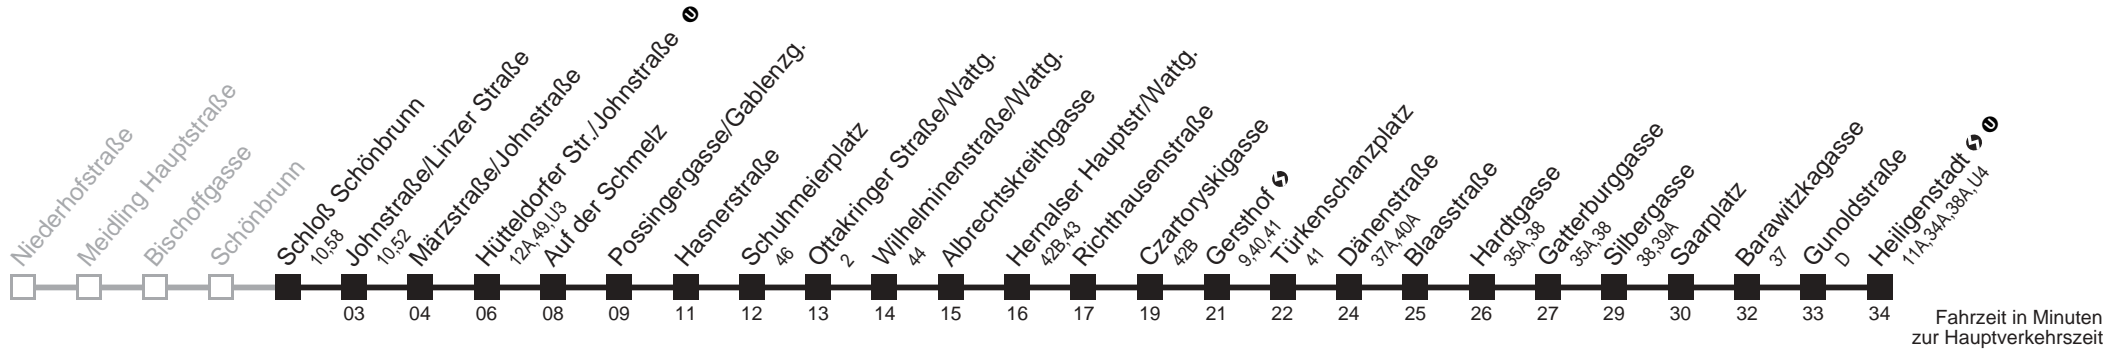 Niederhofstraße
Meidling Hauptstraße
Bischoffgasse
Schönbrunn
Schloß Schönbrunn
10,58
Johnstraße/Linzer Straße
10,52
Märzstraße/Johnstraße
Hütteldorfer Str./Johnstraße U
12A,49,U3
Auf der Schmelz
Possingergasse/Gablenzg.
Hasnerstraße
Schuhmeierplatz
46
Ottakringer Straße/Wattg.
2
Wilhelminenstraße/Wattg.
44
Albrechtskreithgasse
Hernalser Hauptstr/Wattg.
42B,43
Richthausenstraße
Czartoryskigasse
42B
Gersthof S
9,40,41
Türkenschanzplatz
41
Dänenstraße
37A,40A
Blaasstraße
Hardtgasse
35A,38
Gatterburggasse
35A,38
Silbergasse
38,39A
Saarplatz
Barawitzkagasse
37
Gunoldstraße
D
Heiligenstadt S U
11A,34A,38A,U4
03 04 06 08 09 11 12 13 14 15 16 17 19 21 22 24 25 26 27 29 30 32 33 34
Fahrzeit in Minuten
zur Hauptverkehrszeit